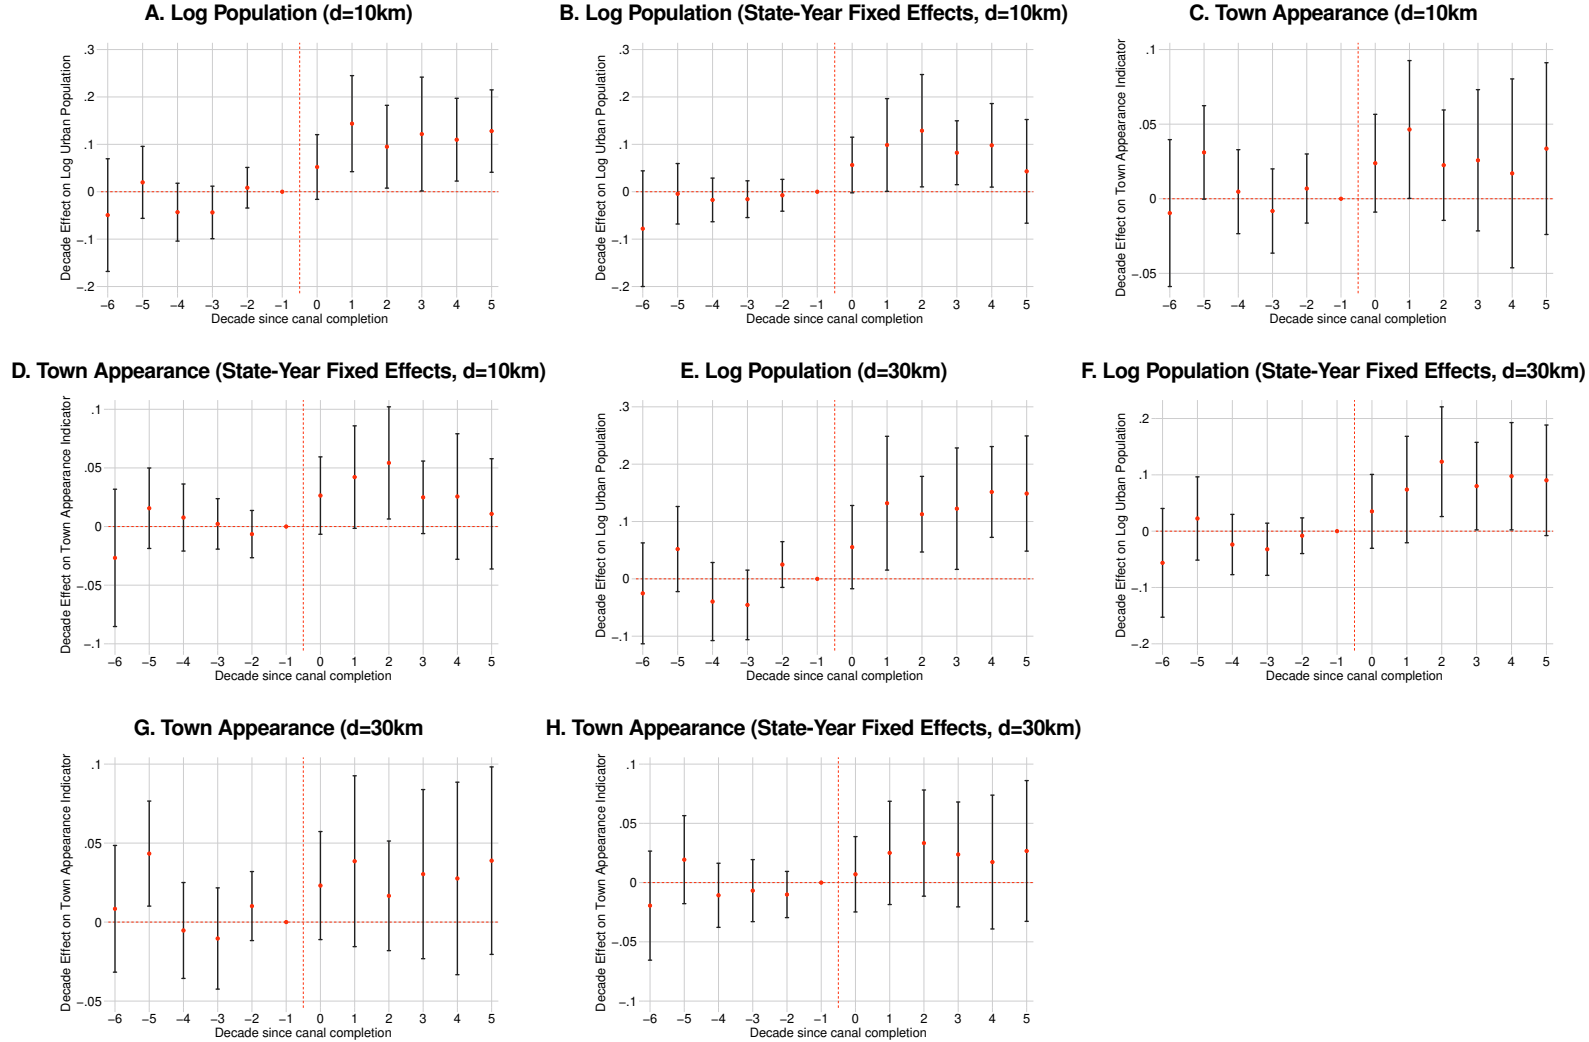 A. Log Population (d=10km)
Decade Effect on Log Urban Population
.3
.2
.1
0
−.1
−.2
−6 −5 −4 −3 −2 −1 0 1 2 3 4 5
Decade since canal completion
B. Log Population (State-Year Fixed Effects, d=10km)
Decade Effect on Log Urban Population
.3
.2
.1
0
−.1
−.2
−6 −5 −4 −3 −2 −1 0 1 2 3 4 5
Decade since canal completion
C. Town Appearance (d=10km
Decade Effect on Town Appearance Indicator
.1
.05
0
−.05
−6 −5 −4 −3 −2 −1 0 1 2 3 4 5
Decade since canal completion
D. Town Appearance (State-Year Fixed Effects, d=10km)
Decade Effect on Town Appearance Indicator
.1
.05
0
−.05
−.1
−6 −5 −4 −3 −2 −1 0 1 2 3 4 5
Decade since canal completion
E. Log Population (d=30km)
Decade Effect on Log Urban Population
.3
.2
.1
0
−.1
−6 −5 −4 −3 −2 −1 0 1 2 3 4 5
Decade since canal completion
F. Log Population (State-Year Fixed Effects, d=30km)
Decade Effect on Log Urban Population
.2
.1
0
−.1
−.2
−6 −5 −4 −3 −2 −1 0 1 2 3 4 5
Decade since canal completion
G. Town Appearance (d=30km
Decade Effect on Town Appearance Indicator
.1
.05
0
−.05
−6 −5 −4 −3 −2 −1 0 1 2 3 4 5
Decade since canal completion
H. Town Appearance (State-Year Fixed Effects, d=30km)
Decade Effect on Town Appearance Indicator
.1
.05
0
−.05
−.1
−6 −5 −4 −3 −2 −1 0 1 2 3 4 5
Decade since canal completion